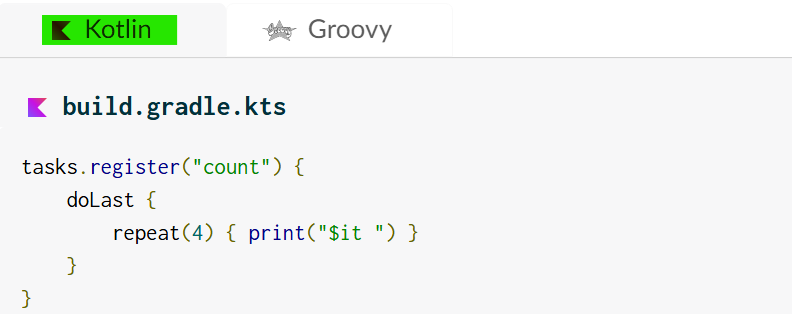 Kotlin Groovy
build.gradle.kts
tasks.register("count") {
    doLast {
        repeat(4) { print("$it ") }
    }
}